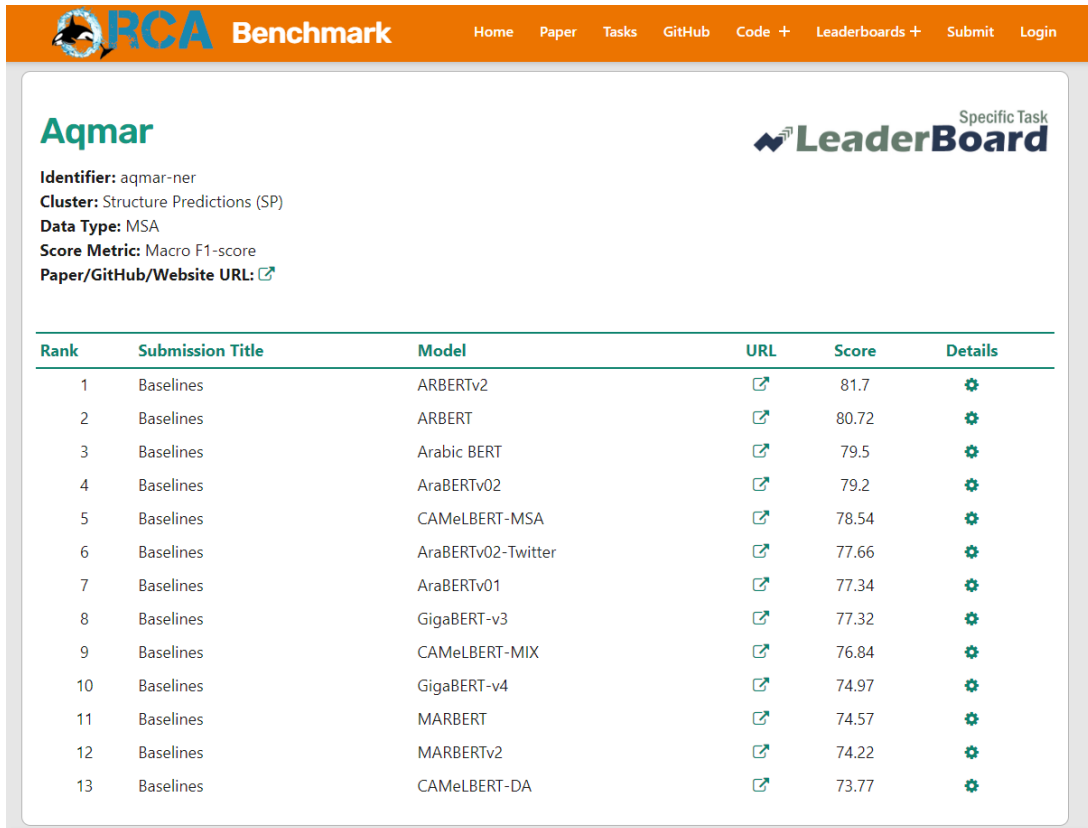 ORCA Benchmark Home Paper Tasks GitHub Code + Leaderboards + Submit Login
Aqmar
Specific Task
LeaderBoard
Identifier: aqmar-ner
Cluster: Structure Predictions (SP)
Data Type: MSA
Score Metric: Macro F1-score
Paper/GitHub/Website URL:
Rank Submission Title Model URL Score Details
1 Baselines ARBERTv2 81.7
2 Baselines ARBERT 80.72
3 Baselines Arabic BERT 79.5
4 Baselines AraBERTv02 79.2
5 Baselines CAMeLBERT-MSA 78.54
6 Baselines AraBERTv02-Twitter 77.66
7 Baselines AraBERTv01 77.34
8 Baselines GigaBERT-v3 77.32
9 Baselines CAMeLBERT-MIX 76.84
10 Baselines GigaBERT-v4 74.97
11 Baselines MARBERT 74.57
12 Baselines MARBERTv2 74.22
13 Baselines CAMeLBERT-DA 73.77